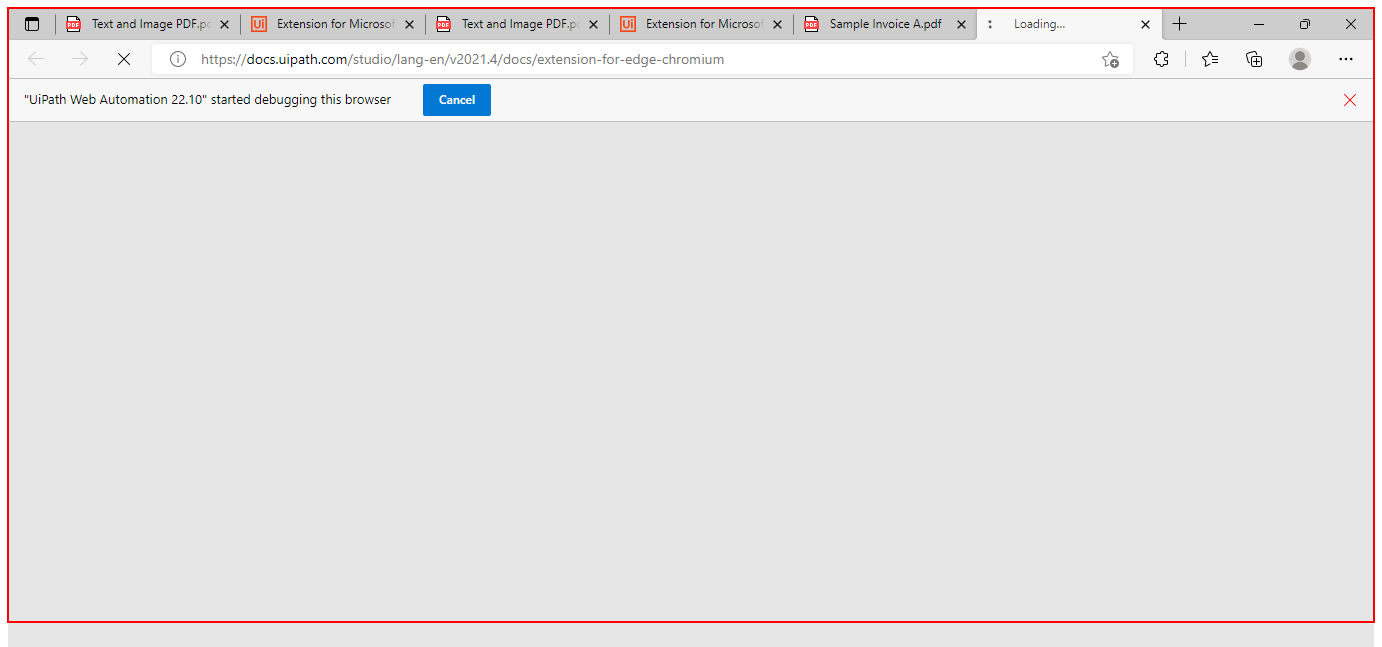 PDF Text and Image PDF.pd Ui Extension for Microsof PDF Text and Image PDF.pd Ui Extension for Microsof PDF Sample Invoice A.pdf Loading...
https://docs.uipath.com/studio/lang-en/v2021.4/docs/extension-for-edge-chromium
"UiPath Web Automation 22.10" started debugging this browser Cancel